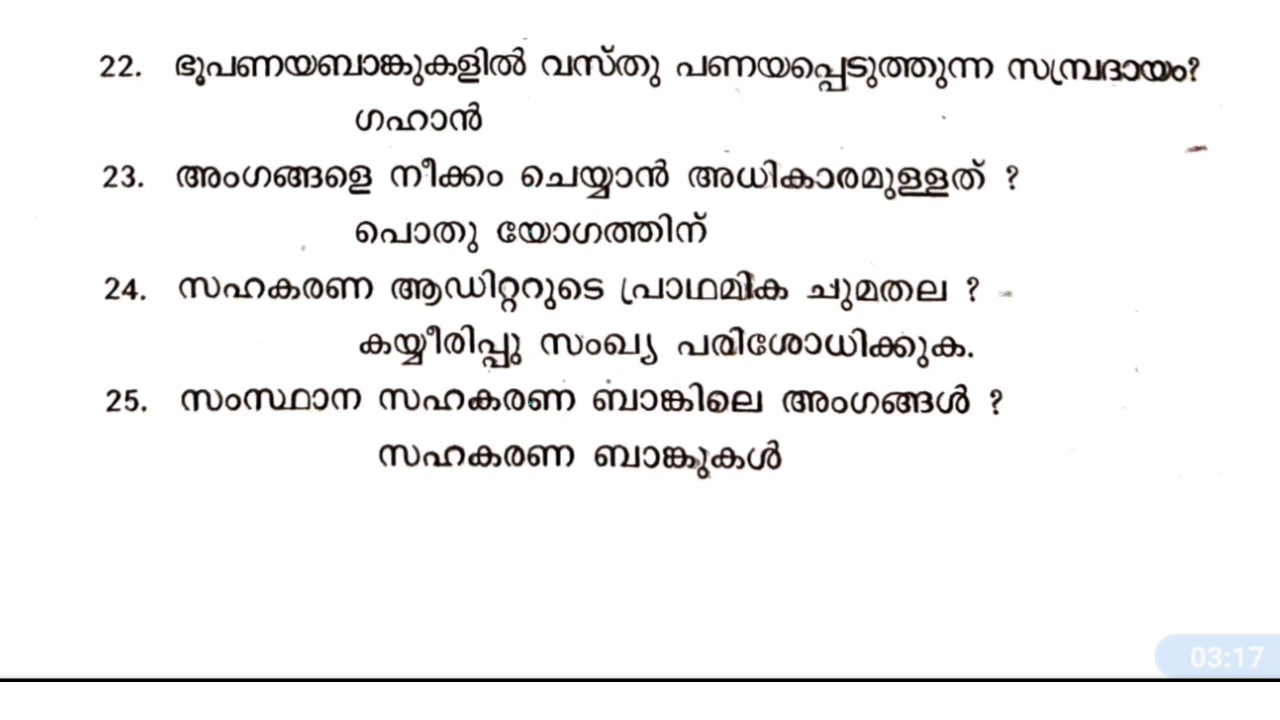 22. ഭൂപണയബാങ്കുകളിൽ വസ്തു പണയപ്പെടുത്തുന്ന സമ്പ്രദായം?
ഗഹാൻ
23. അംഗങ്ങളെ നീക്കം ചെയ്യാൻ അധികാരമുള്ളത് ?
പൊതു യോഗത്തിന്
24. സഹകരണ ആഡിറ്ററുടെ പ്രാഥമിക ചുമതല ?
കയ്യീരിപ്പു സംഖ്യ പരിശോധിക്കുക.
25. സംസ്ഥാന സഹകരണ ബാങ്കിലെ അംഗങ്ങൾ ?
സഹകരണ ബാങ്കുകൾ
03:17